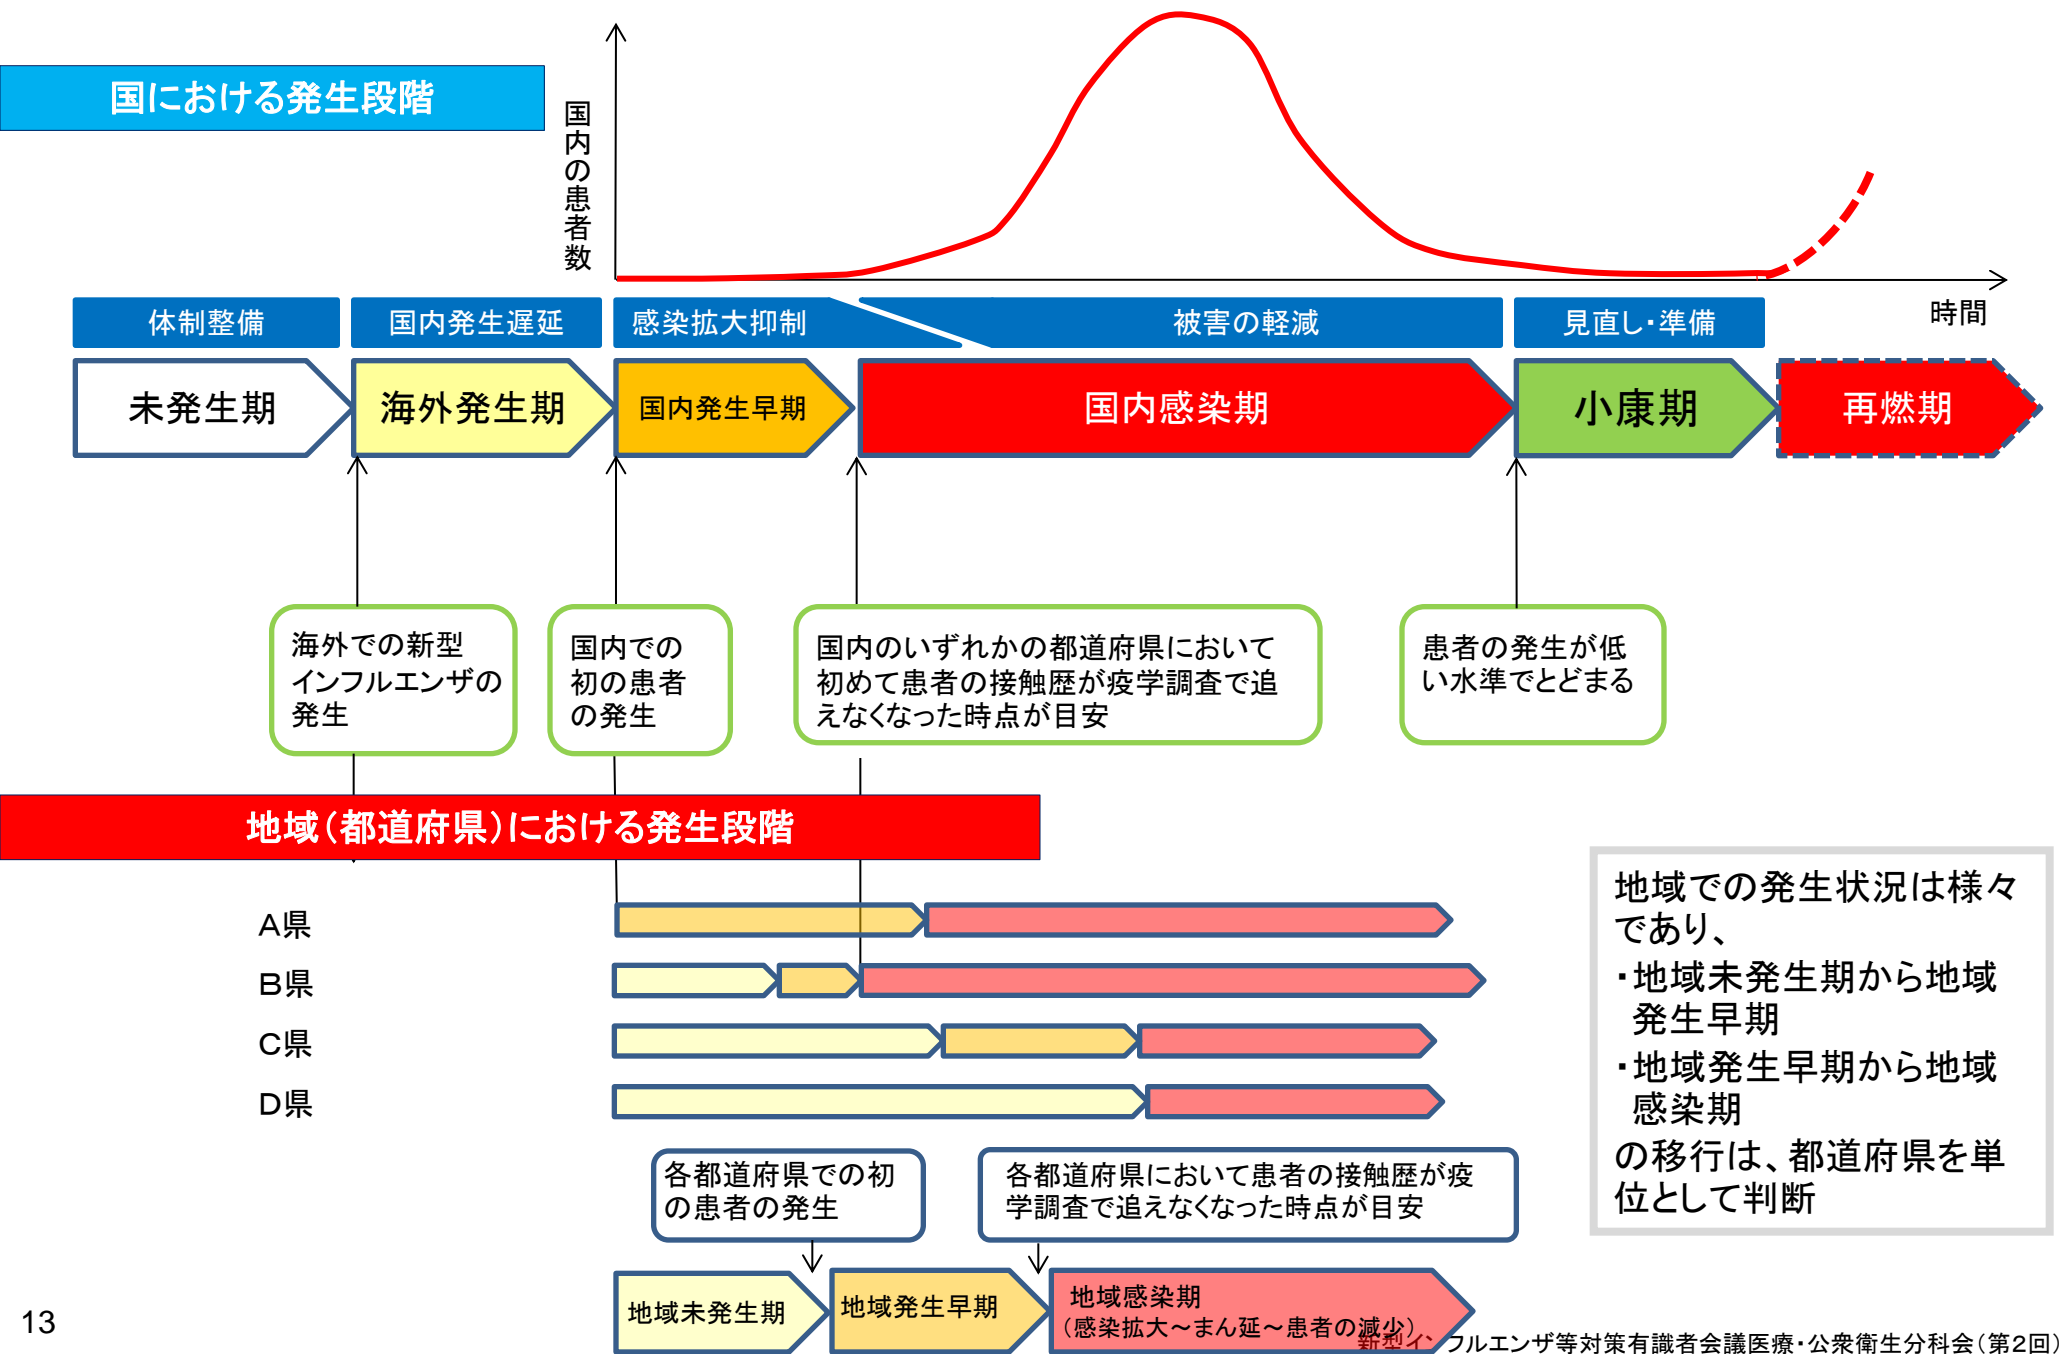 国における発生段階
国内の患者数
時間
体制整備
国内発生遅延
感染拡大抑制
被害の軽減
見直し・準備
未発生期
海外発生期
国内発生早期
国内感染期
小康期
再燃期
海外での新型
インフルエンザの
発生
国内での
初の患者
の発生
国内のいずれかの都道府県において
初めて患者の接触歴が疫学調査で追
えなくなった時点が目安
患者の発生が低
い水準でとどまる
地域（都道府県）における発生段階
A県
B県
C県
D県
地域での発生状況は様々
であり、
・地域未発生期から地域
発生早期
・地域発生早期から地域
感染期
の移行は、都道府県を単
位として判断
各都道府県での初
の患者の発生
各都道府県において患者の接触歴が疫
学調査で追えなくなった時点が目安
地域未発生期
地域発生早期
地域感染期
（感染拡大～まん延～患者の減少）
新型インフルエンザ等対策有識者会議医療・公衆衛生分科会（第2回）
13